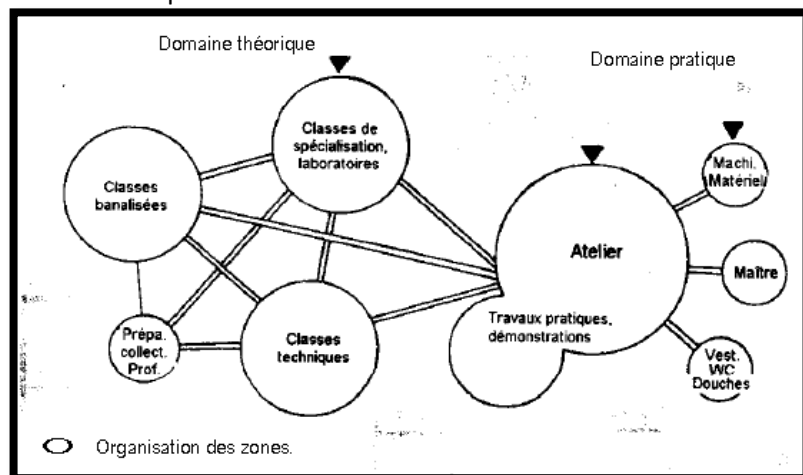 Domaine théorique
Domaine pratique
Classes de
spécialisation,
laboratoires
Classes
banalisées
Machi.
Matériel
Atelier
Maître
Travaux pratiques,
démonstrations
Prépa.
collect.
Prof.
Classes
techniques
Vest.
WC
Douches
Organisation des zones.